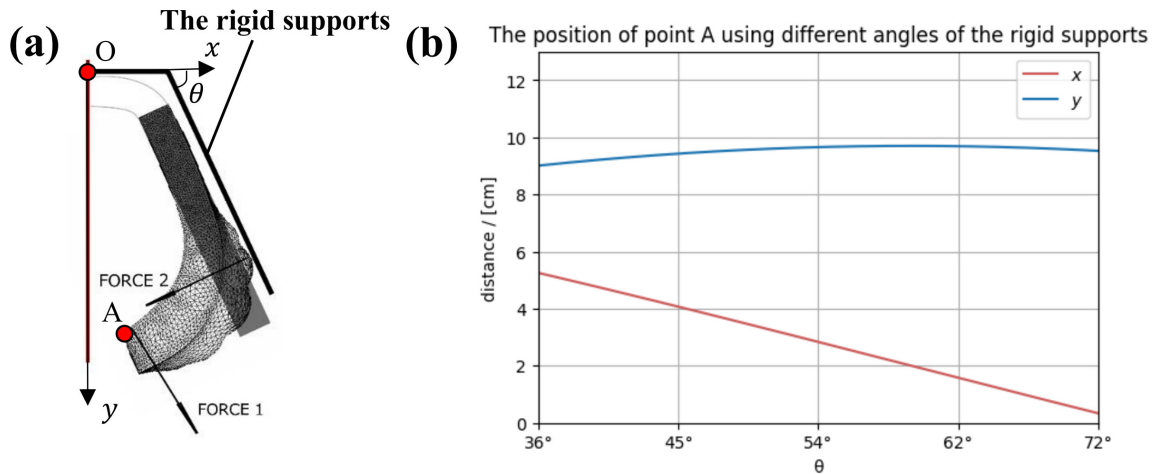 The rigid supports
(a)
O
x
θ
FORCE 2
A
y
FORCE 1
(b)
The position of point A using different angles of the rigid supports
x
y
distance / [cm]
12
10
8
6
4
2
0
36°
45°
54°
62°
72°
θ